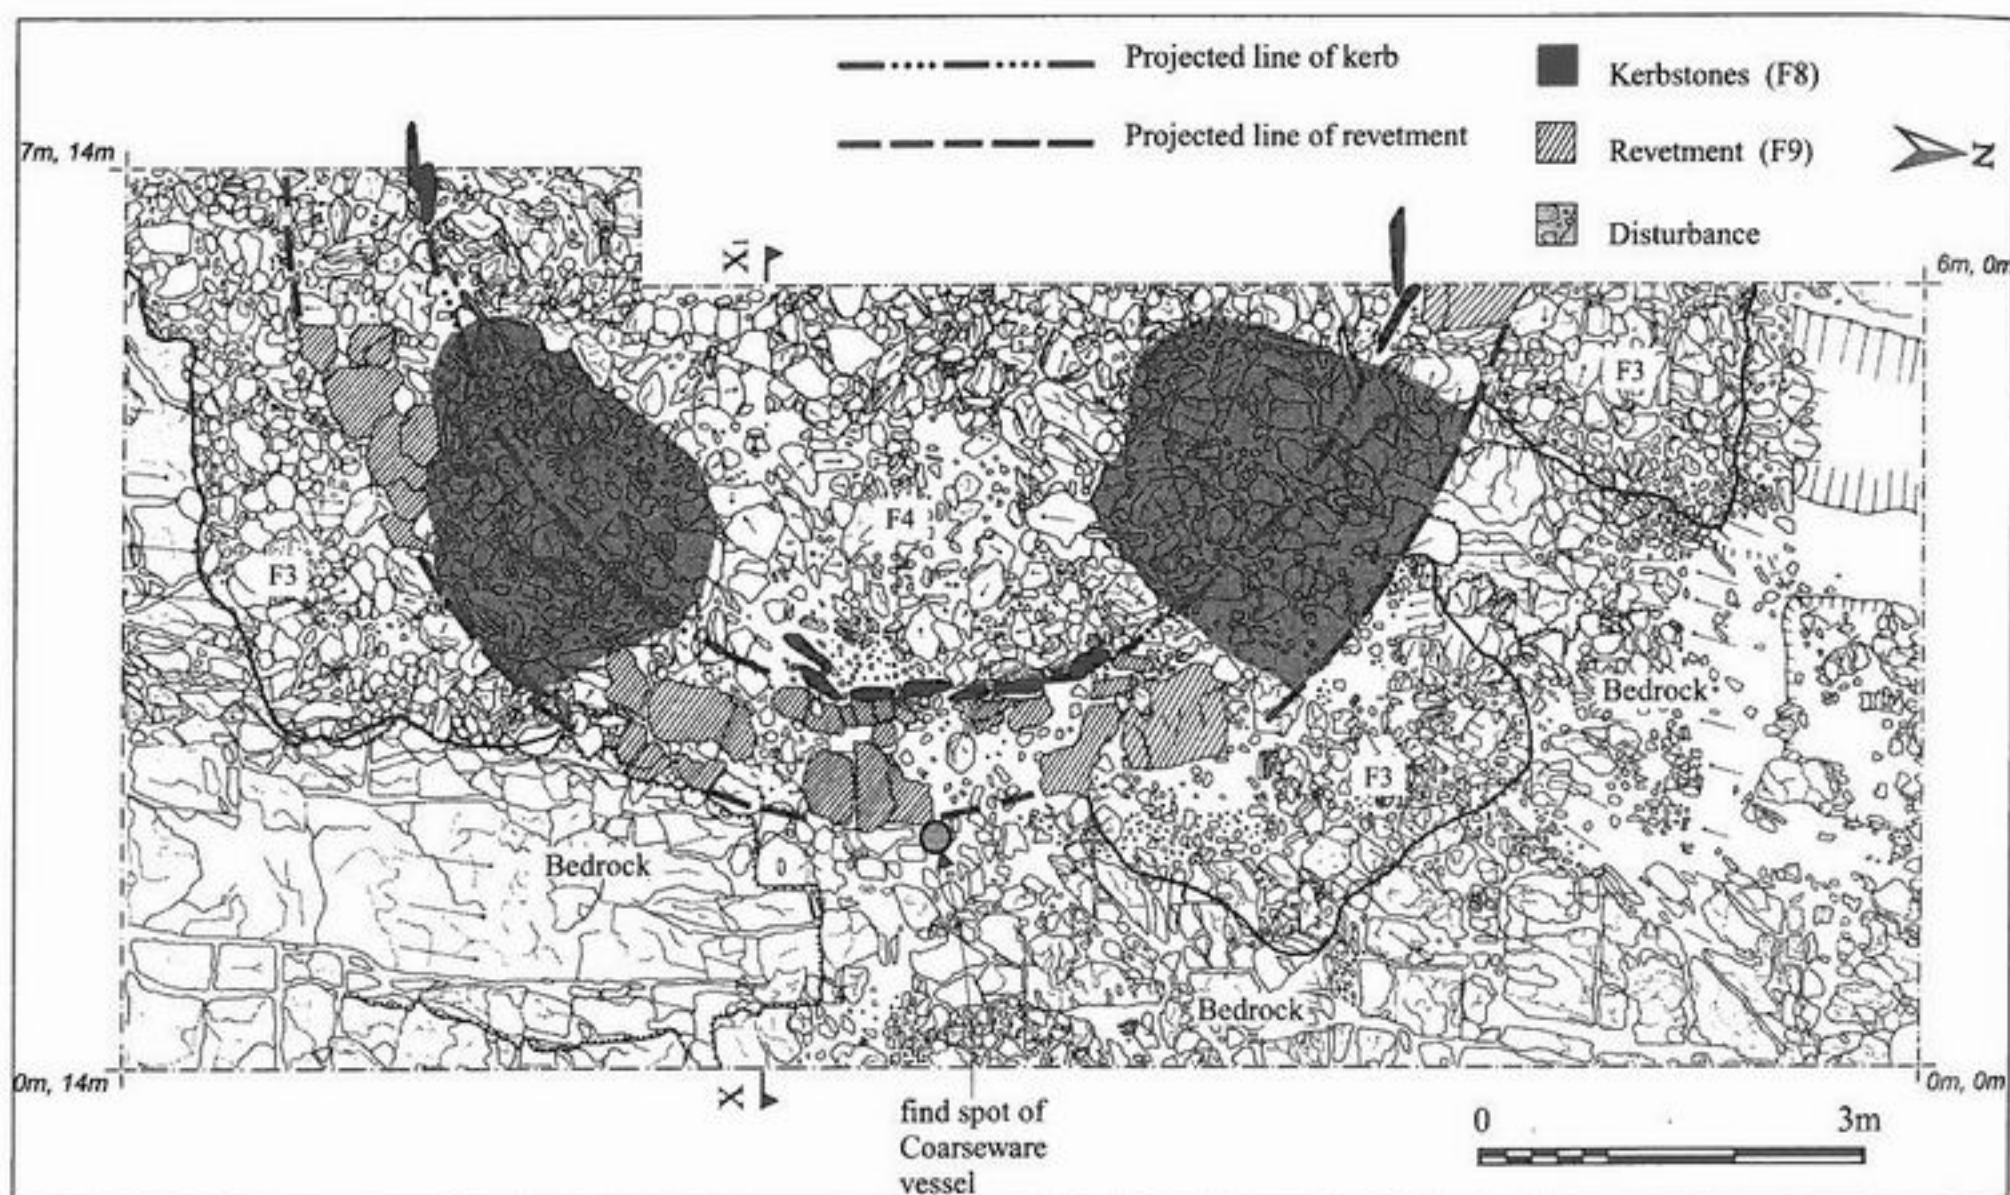 Projected line of kerb
Kerbstones (F8)
Projected line of revetment
Revetment (F9)
N
Disturbance
7m, 14m
X¹
6m, 0m
F3
F4
F3
Bedrock
F3
Bedrock
Bedrock
0m, 14m
X
0m, 0m
find spot of
Coarseware
vessel
0
3m